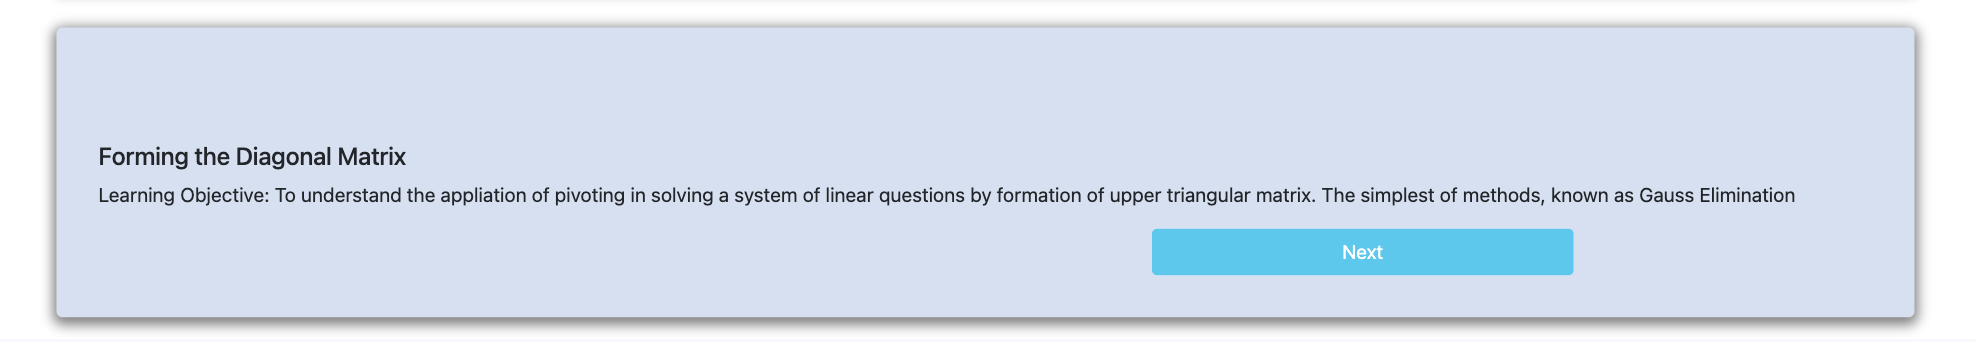 Forming the Diagonal Matrix
Learning Objective: To understand the appliation of pivoting in solving a system of linear questions by formation of upper triangular matrix. The simplest of methods, known as Gauss Elimination
Next